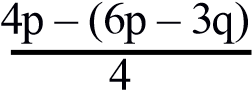 4p – (6p – 3q)
4